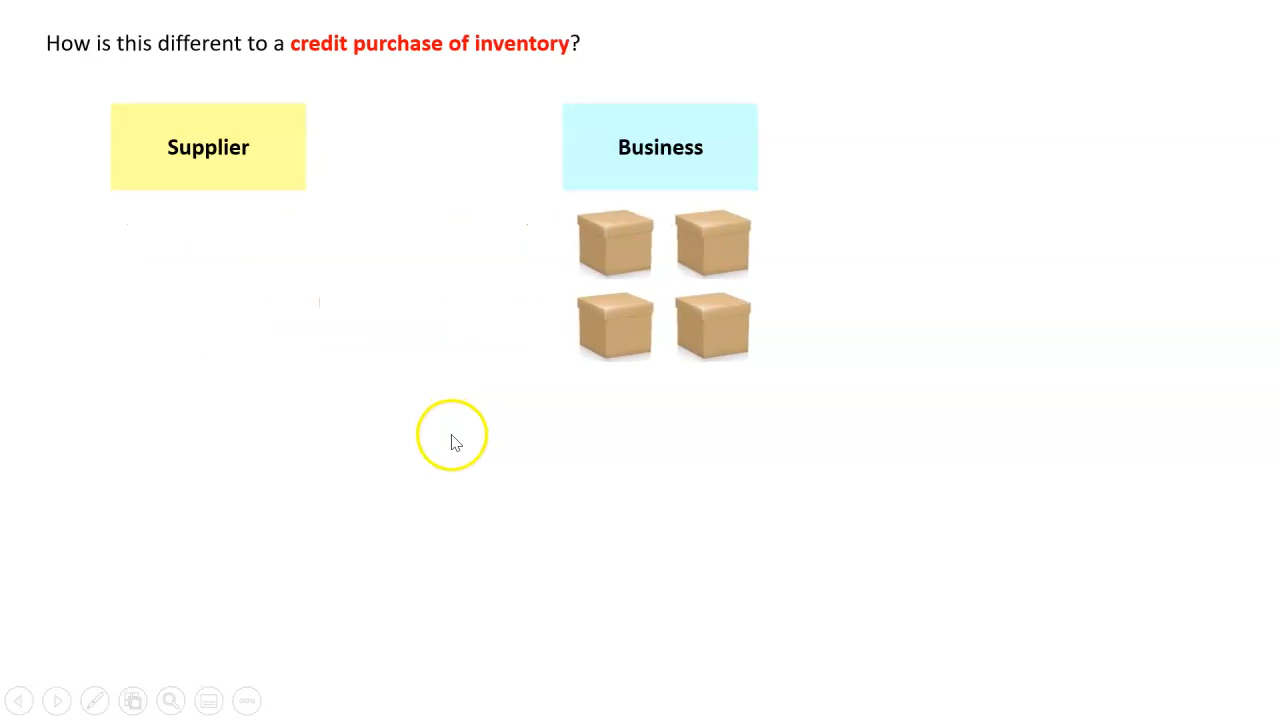 How is this different to a credit purchase of inventory?
Supplier
Business